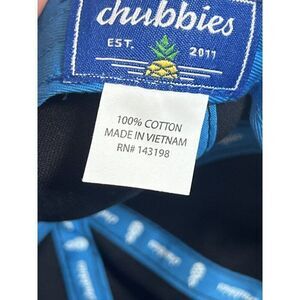 chubbies
EST. 2011
100% COTTON
MADE IN VIETNAM
RN# 143198